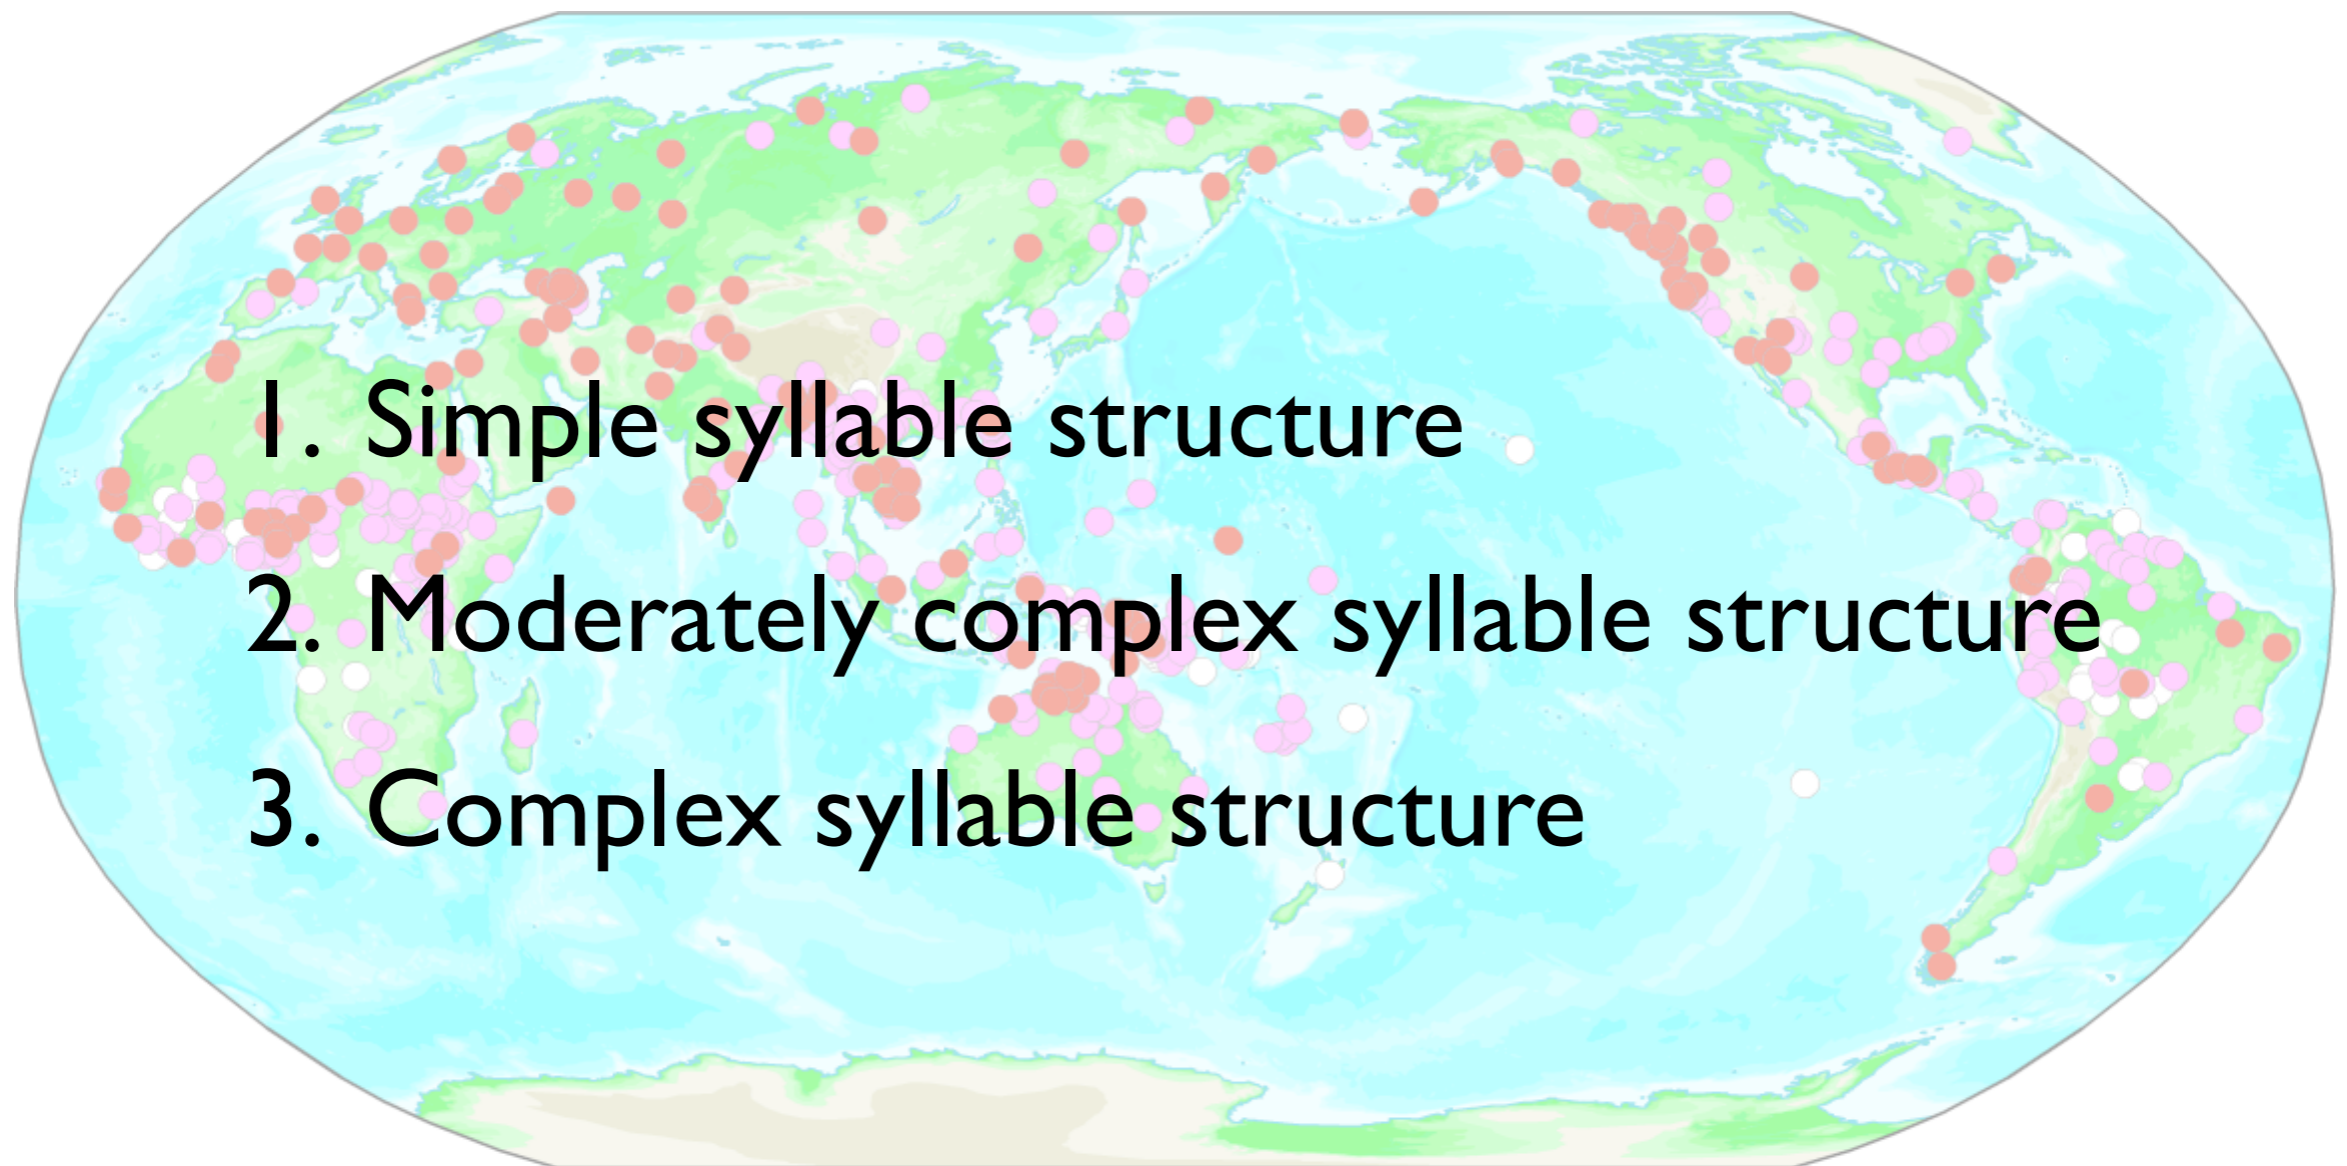 1. Simple syllable structure
2. Moderately complex syllable structure
3. Complex syllable structure